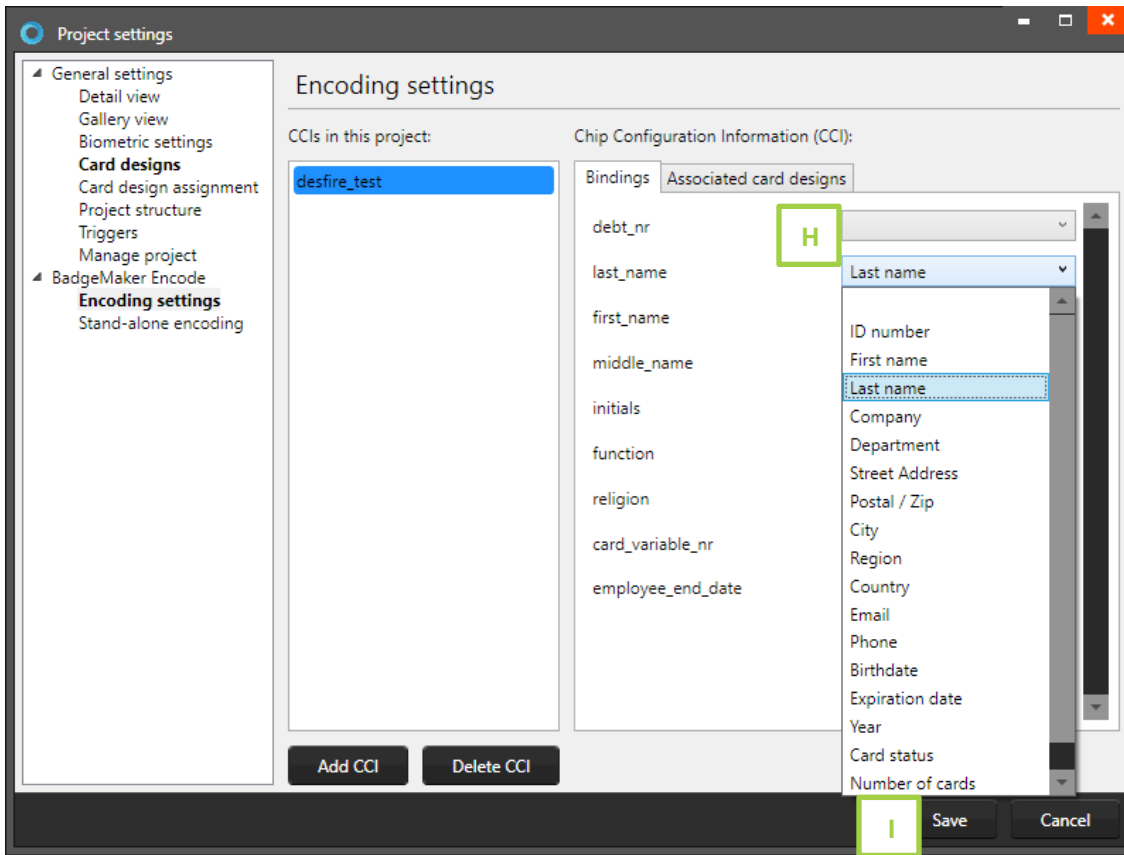 Project settings
General settings
Detail view
Gallery view
Biometric settings
Card designs
Card design assignment
Project structure
Triggers
Manage project
BadgeMaker Encode
Encoding settings
Stand-alone encoding
Encoding settings
CCIs in this project:
desfire_test
Add CCI
Delete CCI
Chip Configuration Information (CCI):
Bindings
Associated card designs
debt_nr
H
last_name
Last name
first_name
middle_name
initials
function
religion
card_variable_nr
employee_end_date
ID number
First name
Last name
Company
Department
Street Address
Postal / Zip
City
Region
Country
Email
Phone
Birthdate
Expiration date
Year
Card status
Number of cards
I
Save
Cancel